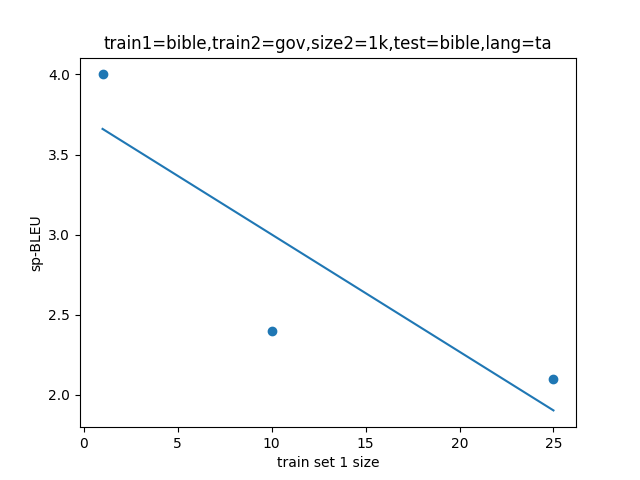 train1=bible,train2=gov,size2=1k,test=bible,lang=ta
4.0
3.5
3.0
2.5
2.0
sp-BLEU
0 5 10 15 20 25
train set 1 size